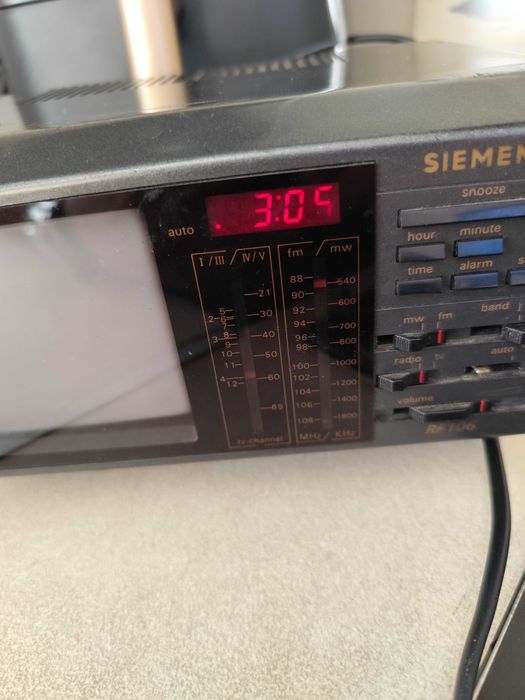 SIEMEN
snooze
auto
3:05
hour minute
time alarm s
I / III / IV / V
fm / mw
21
30
40
50
60
69
5
2 6
7
3 8
9
10
11
4 12
tv-channel
88 540
90
92 600
94
96 700
98 800
100 1000
102
104 1200
106 1400
108 1600
MHz / KHz
mw fm band
radio tv auto
volume
RF 106